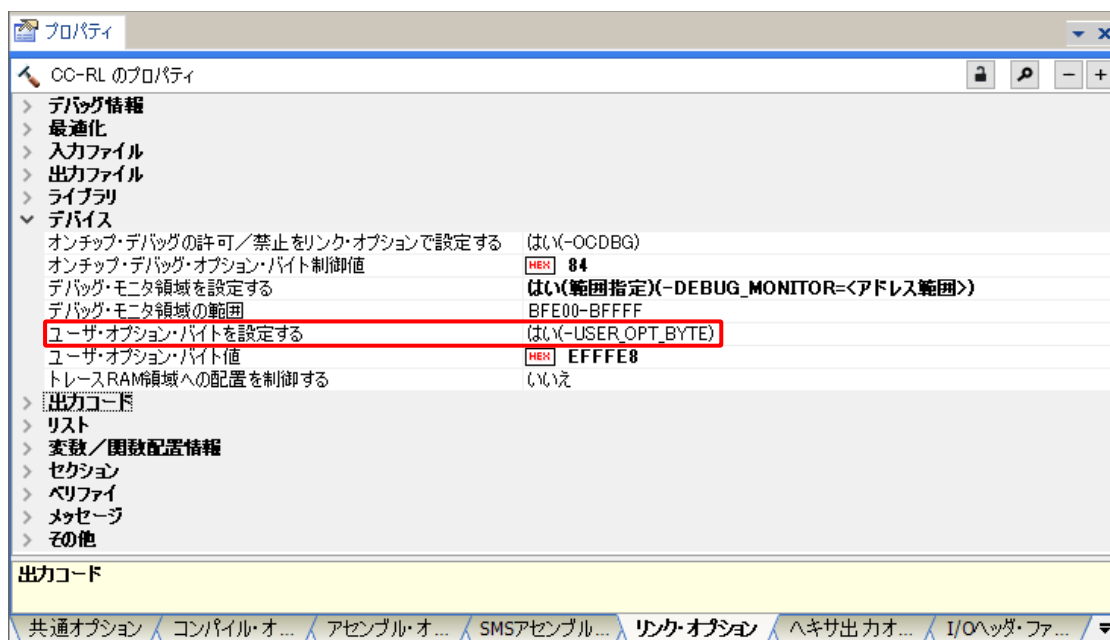 プロパティ
CC-RL のプロパティ
デバッグ情報
最適化
入力ファイル
出力ファイル
ライブラリ
デバイス
オンチップ・デバッグの許可／禁止をリンク・オプションで設定する はい(-OCDBG)
オンチップ・デバッグ・オプション・バイト制御値 HEX 84
デバッグ・モニタ領域を設定する はい(範囲指定)(-DEBUG_MONITOR=<アドレス範囲>)
デバッグ・モニタ領域の範囲 BFE00-BFFFF
ユーザ・オプション・バイトを設定する はい(-USER_OPT_BYTE)
ユーザ・オプション・バイト値 HEX EFFFE8
トレースRAM領域への配置を制御する いいえ
出力コード
リスト
変数／関数配置情報
セクション
ベリファイ
メッセージ
その他
出力コード
共通オプション コンパイル・オ... アセンブル・オ... SMSアセンブル... リンク・オプション ヘキサ出力オ... I/Oヘッダ・ファ...